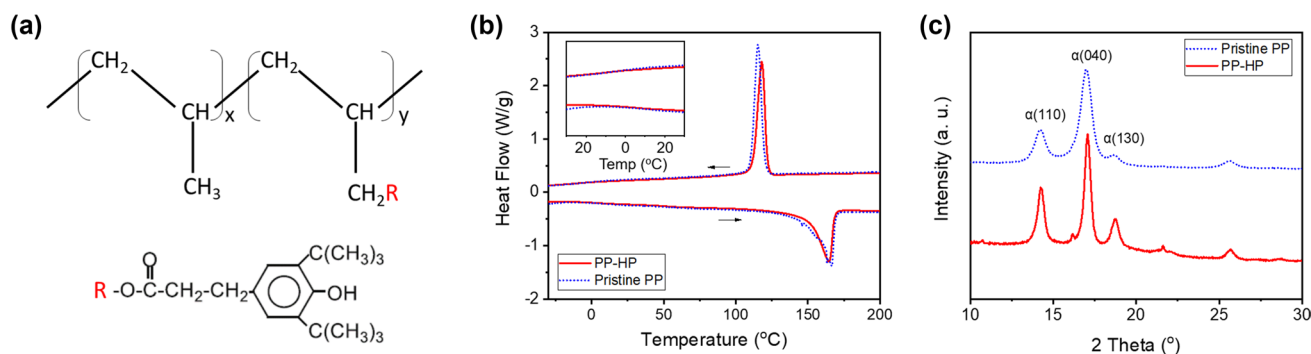 (a)
CH₂
CH₂
CH
x
CH
y
CH₃
CH₂R
O
R -O-C-CH₂-CH₂
C(CH₃)₃
OH
C(CH₃)₃
(b)
Heat Flow (W/g)
3
2
1
0
-1
-2
20
0
20
Temp (°C)
PP-HP
Pristine PP
0
50
100
150
200
Temperature (°C)
(c)
Intensity (a. u.)
Pristine PP
PP-HP
α(040)
α(110)
α(130)
10
15
20
25
30
2 Theta (°)